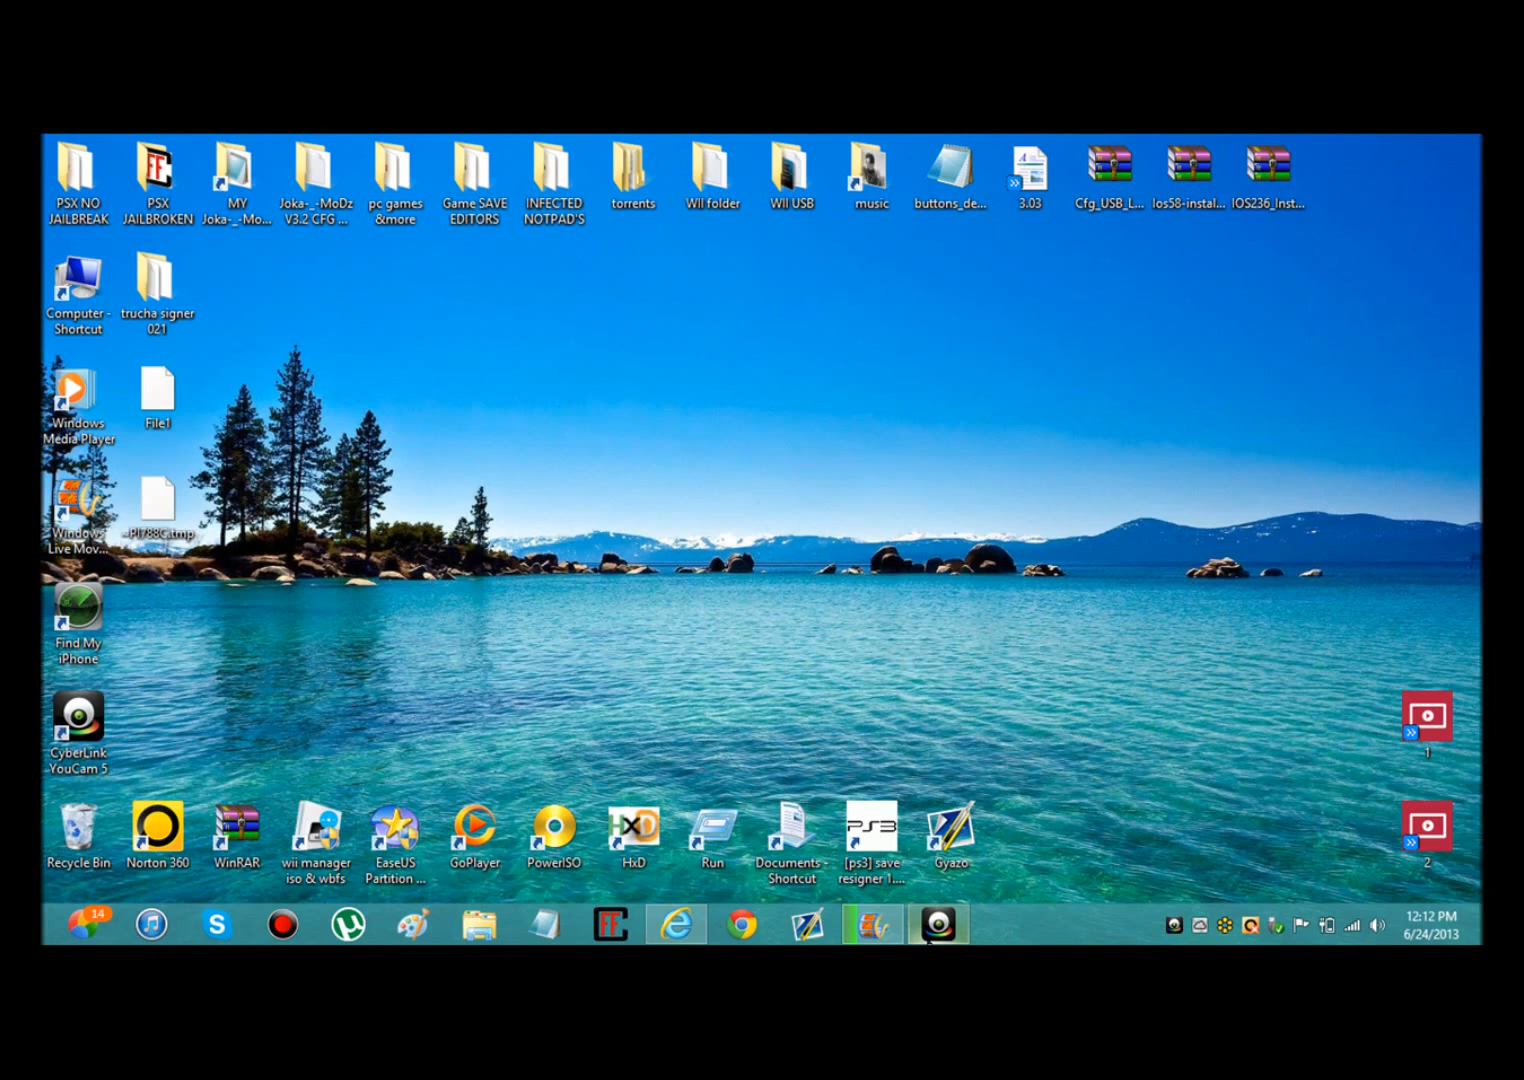 PSX NO
JAILBREAK
PSX
JAILBROKEN
MY
Joka-_-Mo...
Joka-_-MoDz
V3.2 CFG ...
pc games
&more
Game SAVE
EDITORS
INFECTED
NOTPAD'S
torrents
WII folder
WII USB
music
buttons_de...
3.03
Cfg_USB_L...
Ios58-instal...
IOS236_Inst...
Computer -
Shortcut
trucha signer
021
Windows
Media Player
File1
Windows
Live Mov...
~PI788C.tmp
Find My
iPhone
CyberLink
YouCam 5
1
HxD
PS3
Recycle Bin
Norton 360
WinRAR
wii manager
iso & wbfs
EaseUS
Partition ...
GoPlayer
PowerISO
HxD
Run
Documents -
Shortcut
[ps3] save
resigner 1....
Gyazo
2
14
12:12 PM
6/24/2013